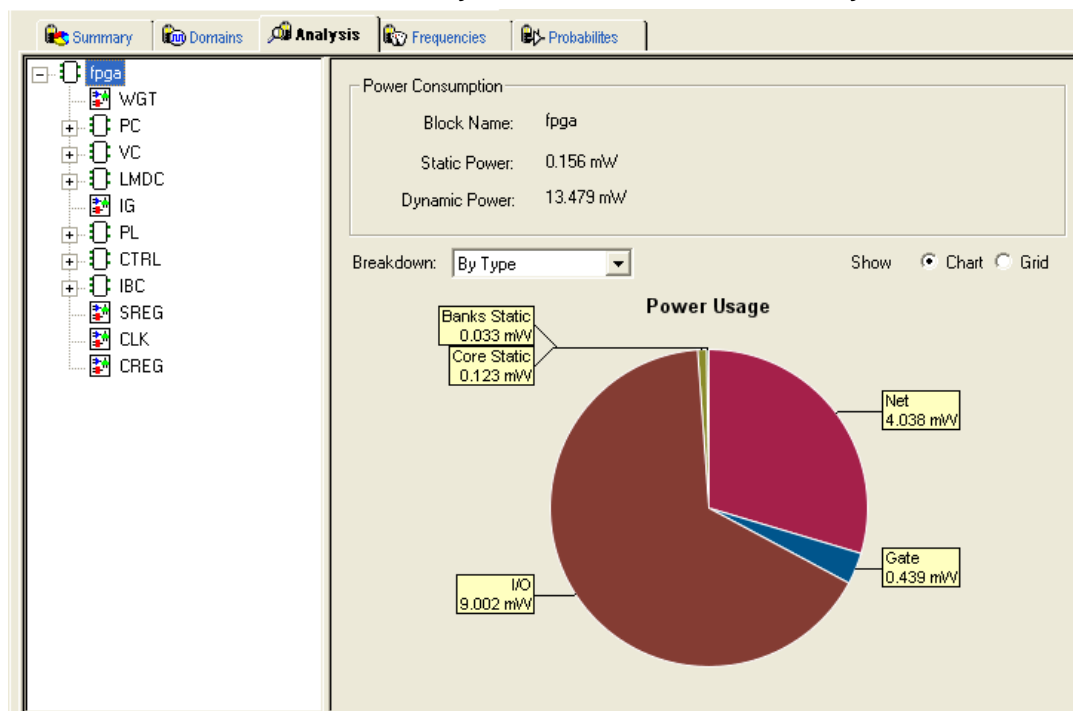 Summary
Domains
Analysis
Frequencies
Probabilites
fpga
WGT
PC
VC
LMDC
IG
PL
CTRL
IBC
SREG
CLK
CREG
Power Consumption
Block Name: fpga
Static Power: 0.156 mW
Dynamic Power: 13.479 mW
Breakdown: By Type
Show Chart Grid
Power Usage
Banks Static
0.033 mW
Core Static
0.123 mW
Net
4.038 mW
Gate
0.439 mW
I/O
9.002 mW